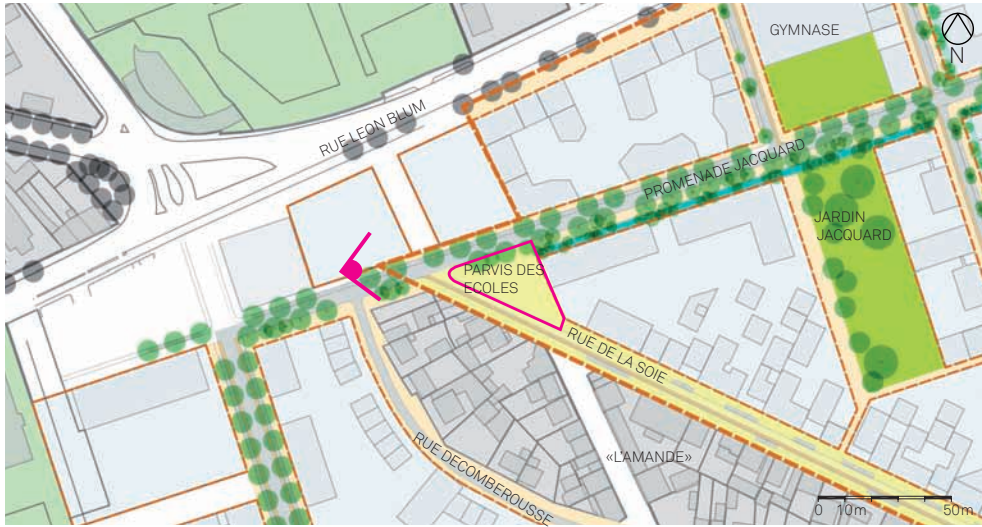 GYMNASE
N
RUE LEON BLUM
PROMENADE JACQUARD
JARDIN
JACQUARD
PARVIS DES
ECOLES
RUE DE LA SOIE
«L'AMANDE»
RUE DECOMBEROUSSE
0 10m 50m